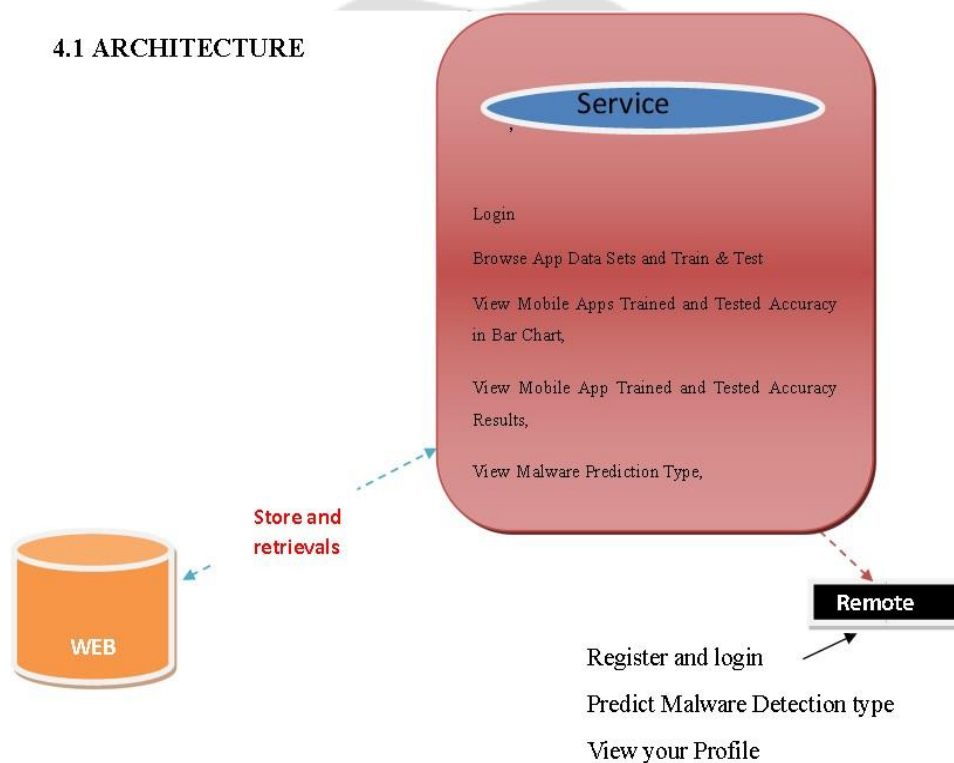 4.1 ARCHITECTURE
Service
,
Login
Browse App Data Sets and Train & Test
View Mobile Apps Trained and Tested Accuracy
in Bar Chart,
View Mobile App Trained and Tested Accuracy
Results,
View Malware Prediction Type,
Store and
retrievals
WEB
Remote
Register and login
Predict Malware Detection type
View your Profile